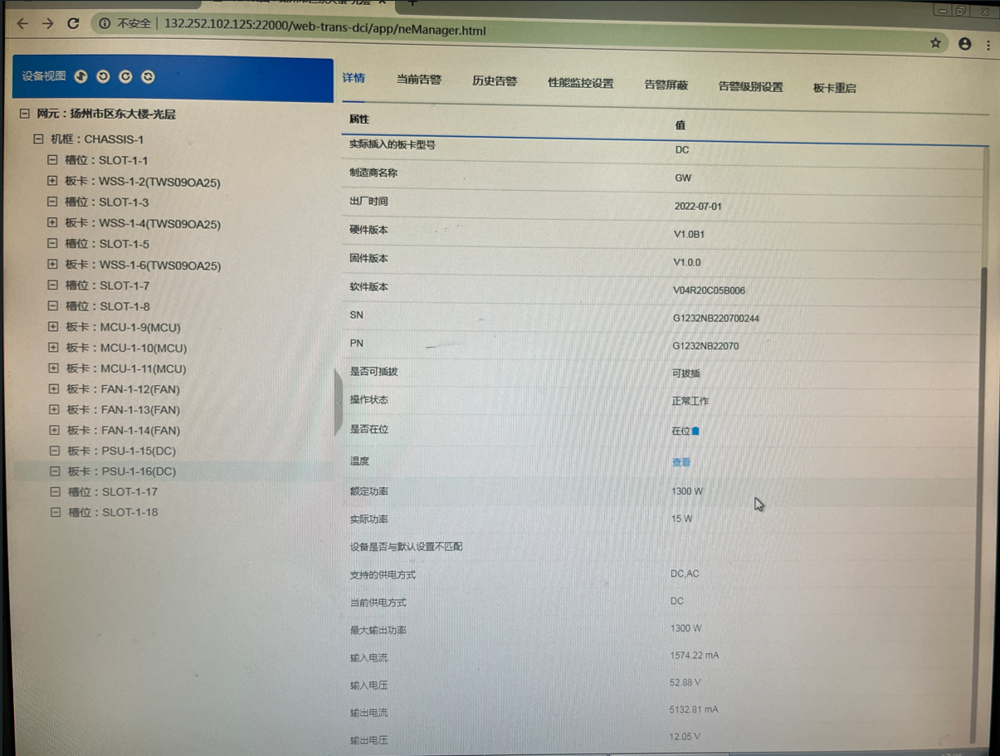 不安全 | 132.252.102.125:22000/web-trans-dci/app/neManager.html
设备视图
详情 当前告警 历史告警 性能监控设置 告警屏蔽 告警级别设置 板卡重启
网元：扬州市区东大楼-光层
机框：CHASSIS-1
槽位：SLOT-1-1
板卡：WSS-1-2(TWS09OA25)
槽位：SLOT-1-3
板卡：WSS-1-4(TWS09OA25)
槽位：SLOT-1-5
板卡：WSS-1-6(TWS09OA25)
槽位：SLOT-1-7
槽位：SLOT-1-8
板卡：MCU-1-9(MCU)
板卡：MCU-1-10(MCU)
板卡：MCU-1-11(MCU)
板卡：FAN-1-12(FAN)
板卡：FAN-1-13(FAN)
板卡：FAN-1-14(FAN)
板卡：PSU-1-15(DC)
板卡：PSU-1-16(DC)
槽位：SLOT-1-17
槽位：SLOT-1-18
属性 值
实际插入的板卡型号 DC
制造商名称 GW
出厂时间 2022-07-01
硬件版本 V1.0B1
固件版本 V1.0.0
软件版本 V04R20C05B006
SN G1232NB220700244
PN G1232NB22070
是否可插拔 可拔插
操作状态 正常工作
是否在位 在位
温度 查看
额定功率 1300 W
实际功率 15 W
设备是否与默认设置不匹配
支持的供电方式 DC,AC
当前供电方式 DC
最大输出功率 1300 W
输入电流 1574.22 mA
输入电压 52.88 V
输出电流 5132.81 mA
输出电压 12.05 V